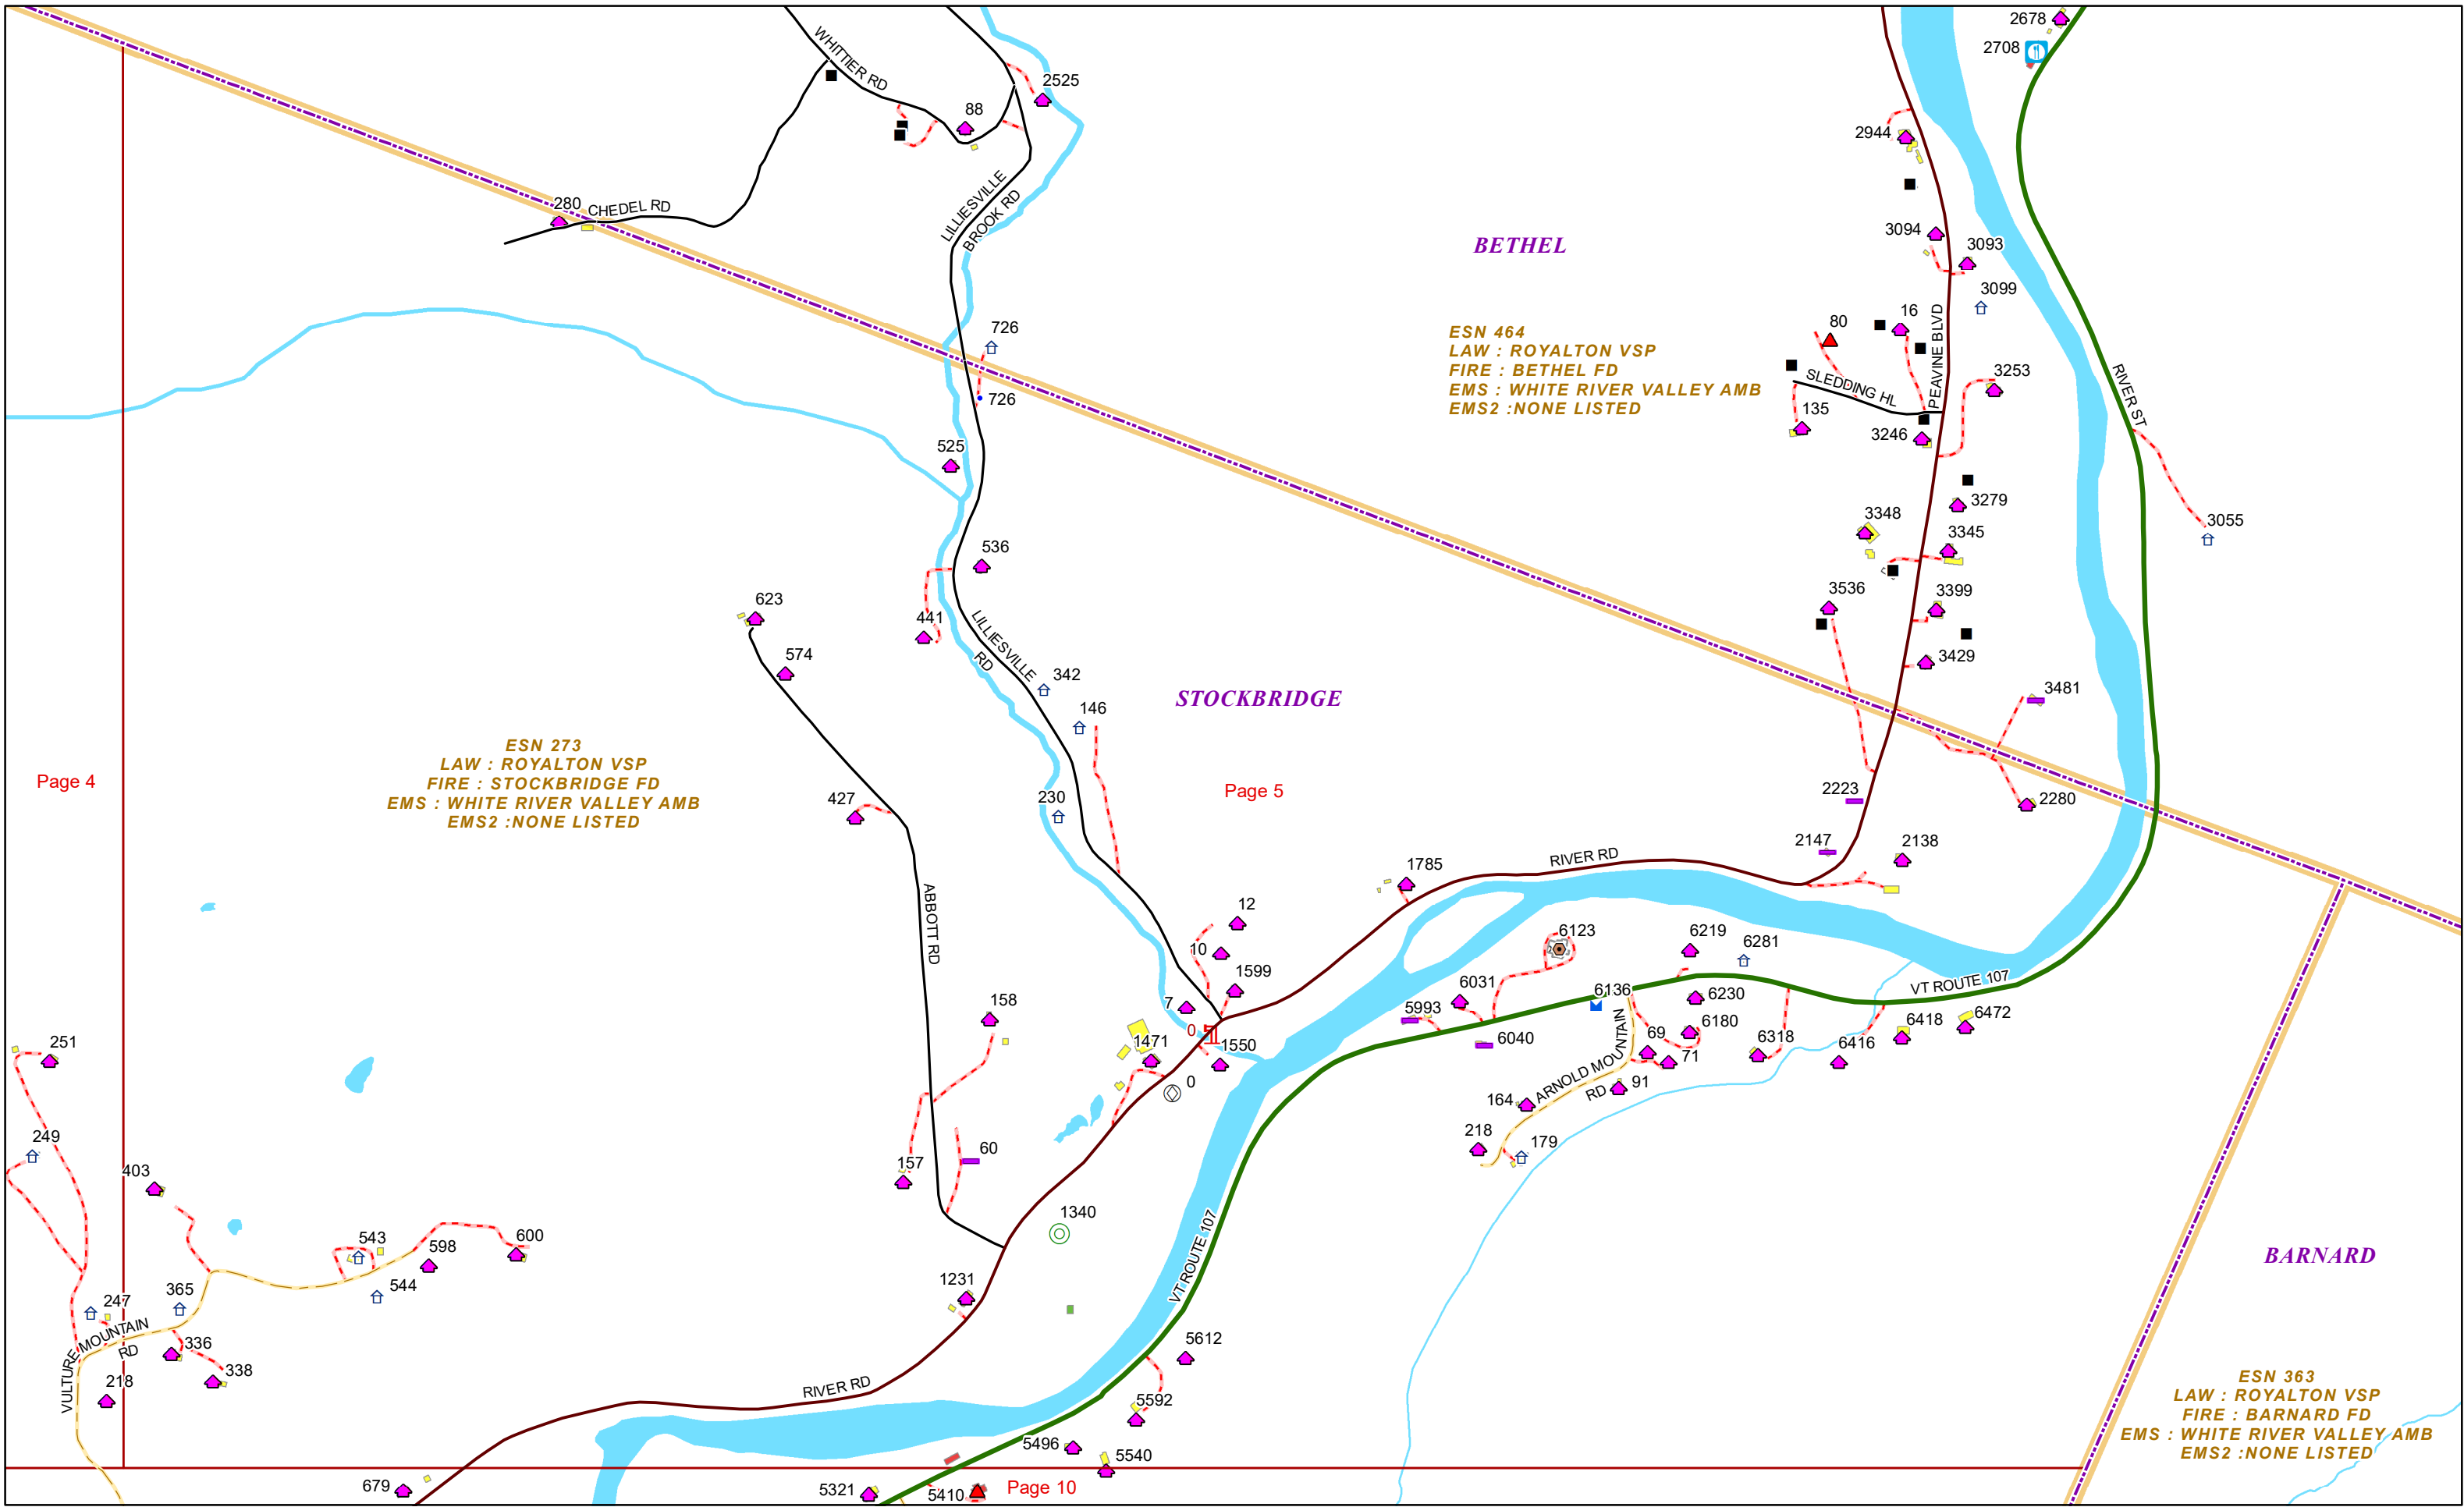 2678
2708
WHITTIER RD
2525
88
2944
280
CHEDEL RD
LILLIESVILLE
BROOK RD
BETHEL
3094
3093
3099
726
ESN 464
LAW : ROYALTON VSP
FIRE : BETHEL FD
EMS : WHITE RIVER VALLEY AMB
EMS2 :NONE LISTED
80
16
PEAVINE BLVD
726
SLEDDING HL
3253
RIVER ST
135
3246
525
3279
3348
3345
3055
536
623
441
3536
3399
574
LILLIESVILLE
RD
342
3429
146
STOCKBRIDGE
3481
ESN 273
LAW : ROYALTON VSP
FIRE : STOCKBRIDGE FD
EMS : WHITE RIVER VALLEY AMB
EMS2 :NONE LISTED
Page 4
Page 5
427
230
2223
2280
2147
2138
1785
RIVER RD
ABBOTT RD
12
10
1599
6123
6219
6281
7
158
6031
5993
6136
6230
VT ROUTE 107
0
1471
1550
6040
69
6180
71
6318
6416
6418
6472
251
0
ARNOLD MOUNTAIN
RD
91
164
218
179
249
403
157
60
1340
VT ROUTE 107
543
598
600
544
365
247
1231
BARNARD
VULTURE MOUNTAIN
RD
336
338
218
5612
RIVER RD
5592
5496
5540
ESN 363
LAW : ROYALTON VSP
FIRE : BARNARD FD
EMS : WHITE RIVER VALLEY AMB
EMS2 :NONE LISTED
679
5321
5410
Page 10